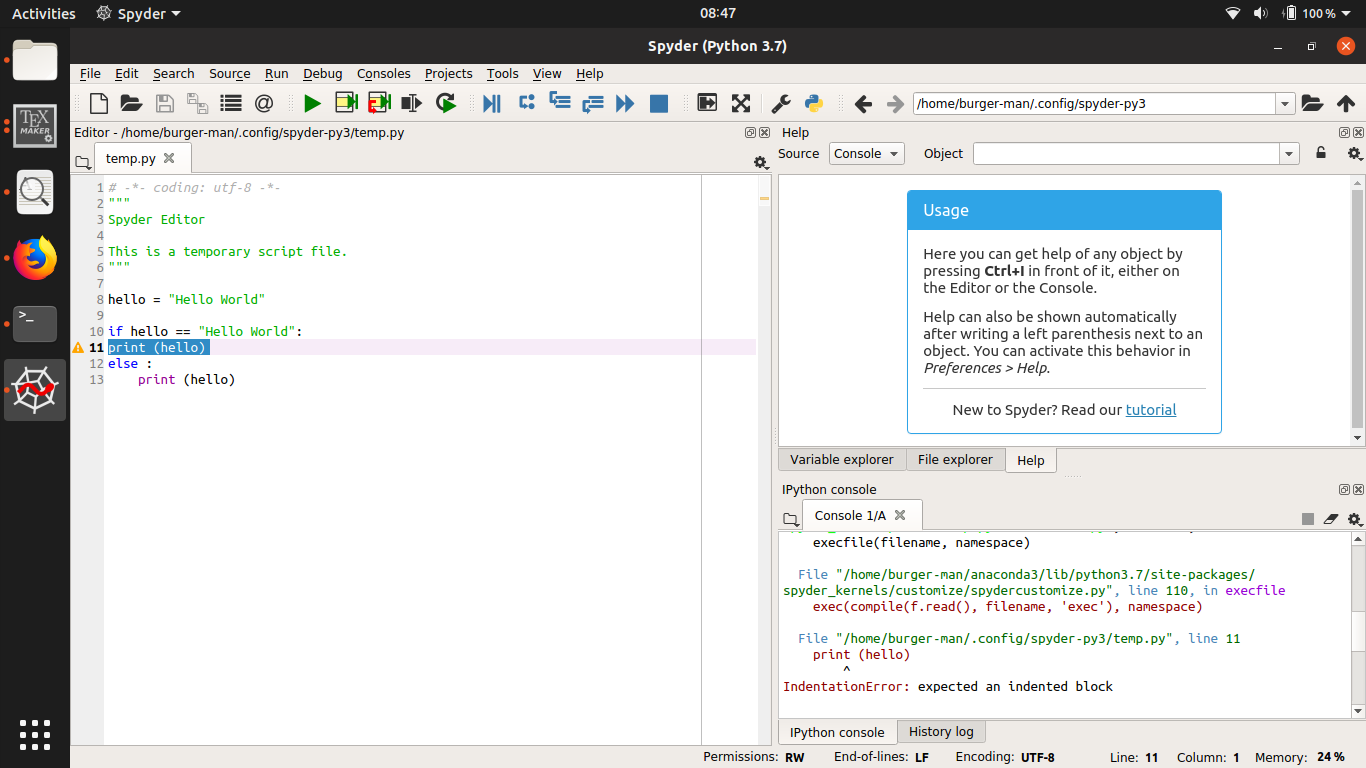 Activities Spyder 08:47 100 %
Spyder (Python 3.7)
File Edit Search Source Run Debug Consoles Projects Tools View Help
/home/burger-man/.config/spyder-py3
Editor - /home/burger-man/.config/spyder-py3/temp.py
temp.py
1 # -*- coding: utf-8 -*-
2 """
3 Spyder Editor
4
5 This is a temporary script file.
6 """
7
8 hello = "Hello World"
9
10 if hello == "Hello World":
11 print (hello)
12 else :
13     print (hello)
Help
Source Console Object
Usage
Here you can get help of any object by
pressing Ctrl+I in front of it, either on
the Editor or the Console.
Help can also be shown automatically
after writing a left parenthesis next to an
object. You can activate this behavior in
Preferences > Help.
New to Spyder? Read our tutorial
Variable explorer File explorer Help
IPython console
Console 1/A
execfile(filename, namespace)
File "/home/burger-man/anaconda3/lib/python3.7/site-packages/
spyder_kernels/customize/spydercustomize.py", line 110, in execfile
exec(compile(f.read(), filename, 'exec'), namespace)
File "/home/burger-man/.config/spyder-py3/temp.py", line 11
print (hello)
^
IndentationError: expected an indented block
IPython console History log
Permissions: RW End-of-lines: LF Encoding: UTF-8 Line: 11 Column: 1 Memory: 24 %
TEX
MAKER
>_